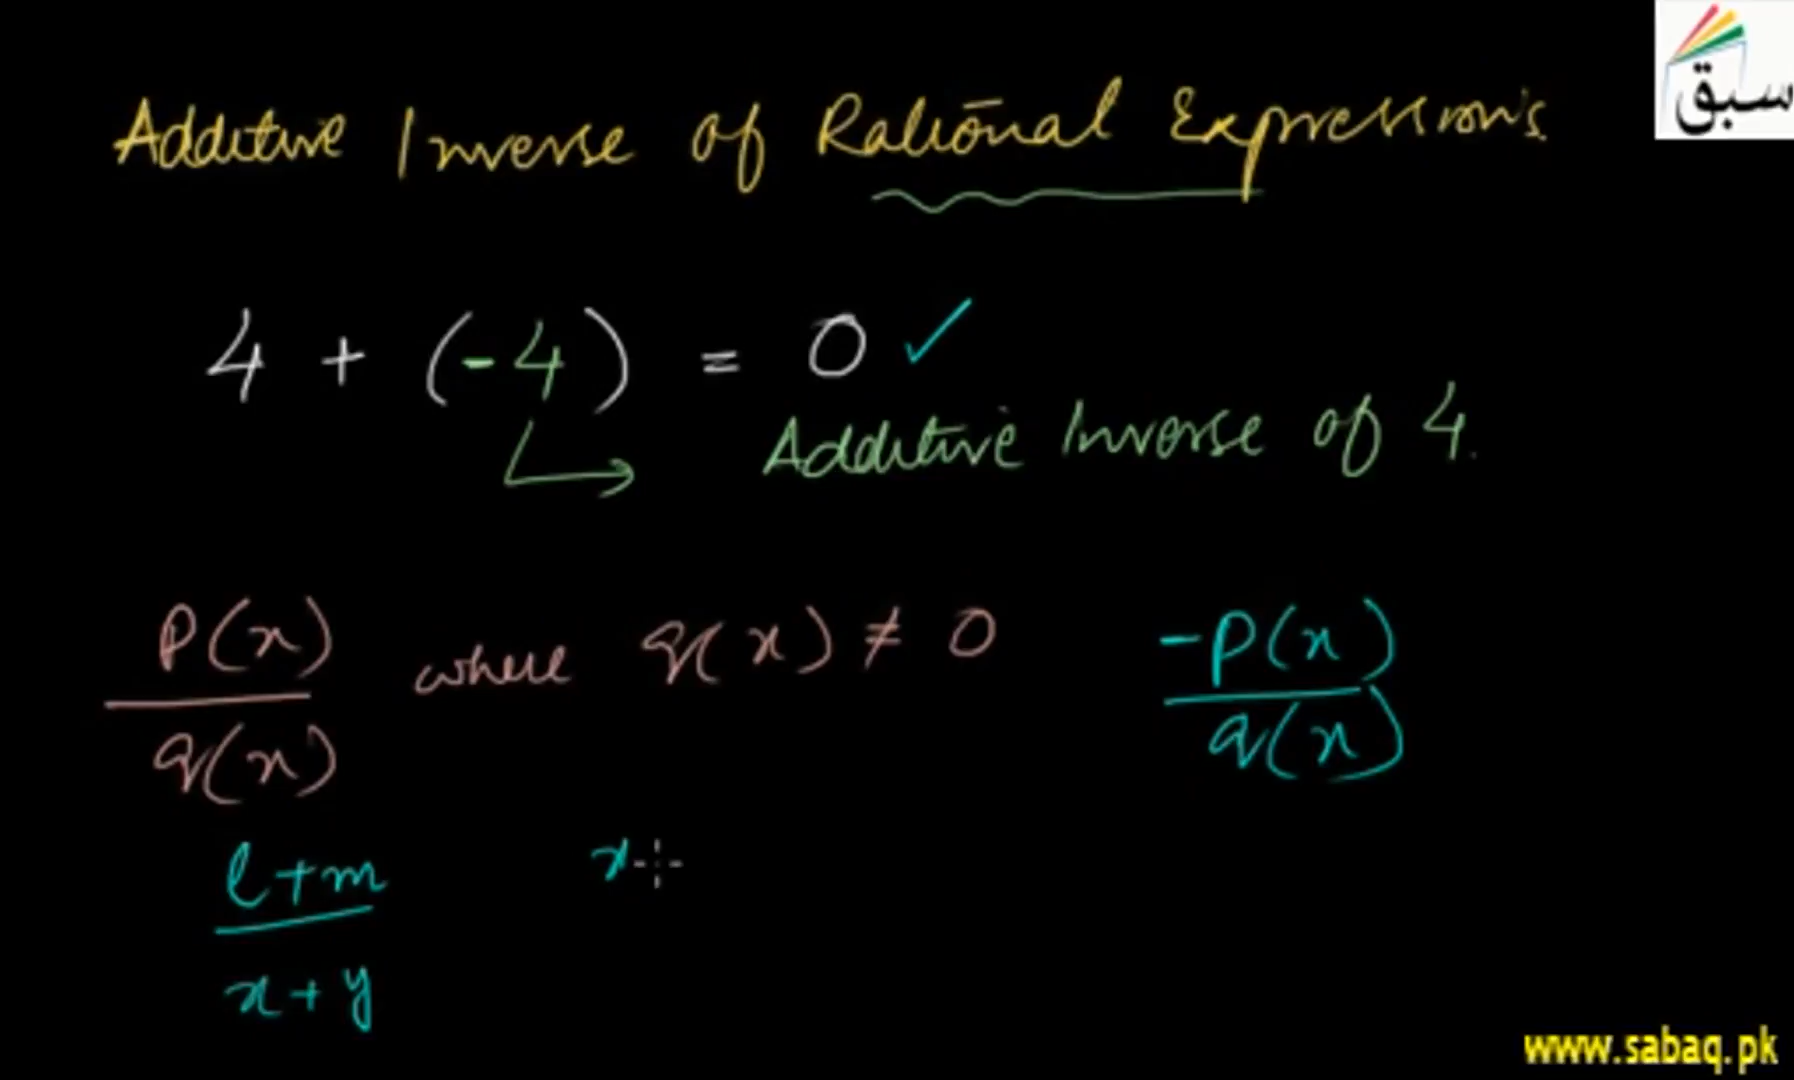 سبق
Additive Inverse of Rational Expressions.
4 + (-4) = 0 ✓
Additive Inverse of 4.
P(x)/q(x) where q(x) ≠ 0 -P(x)/q(x)
l+m/x+y x
www.sabaq.pk